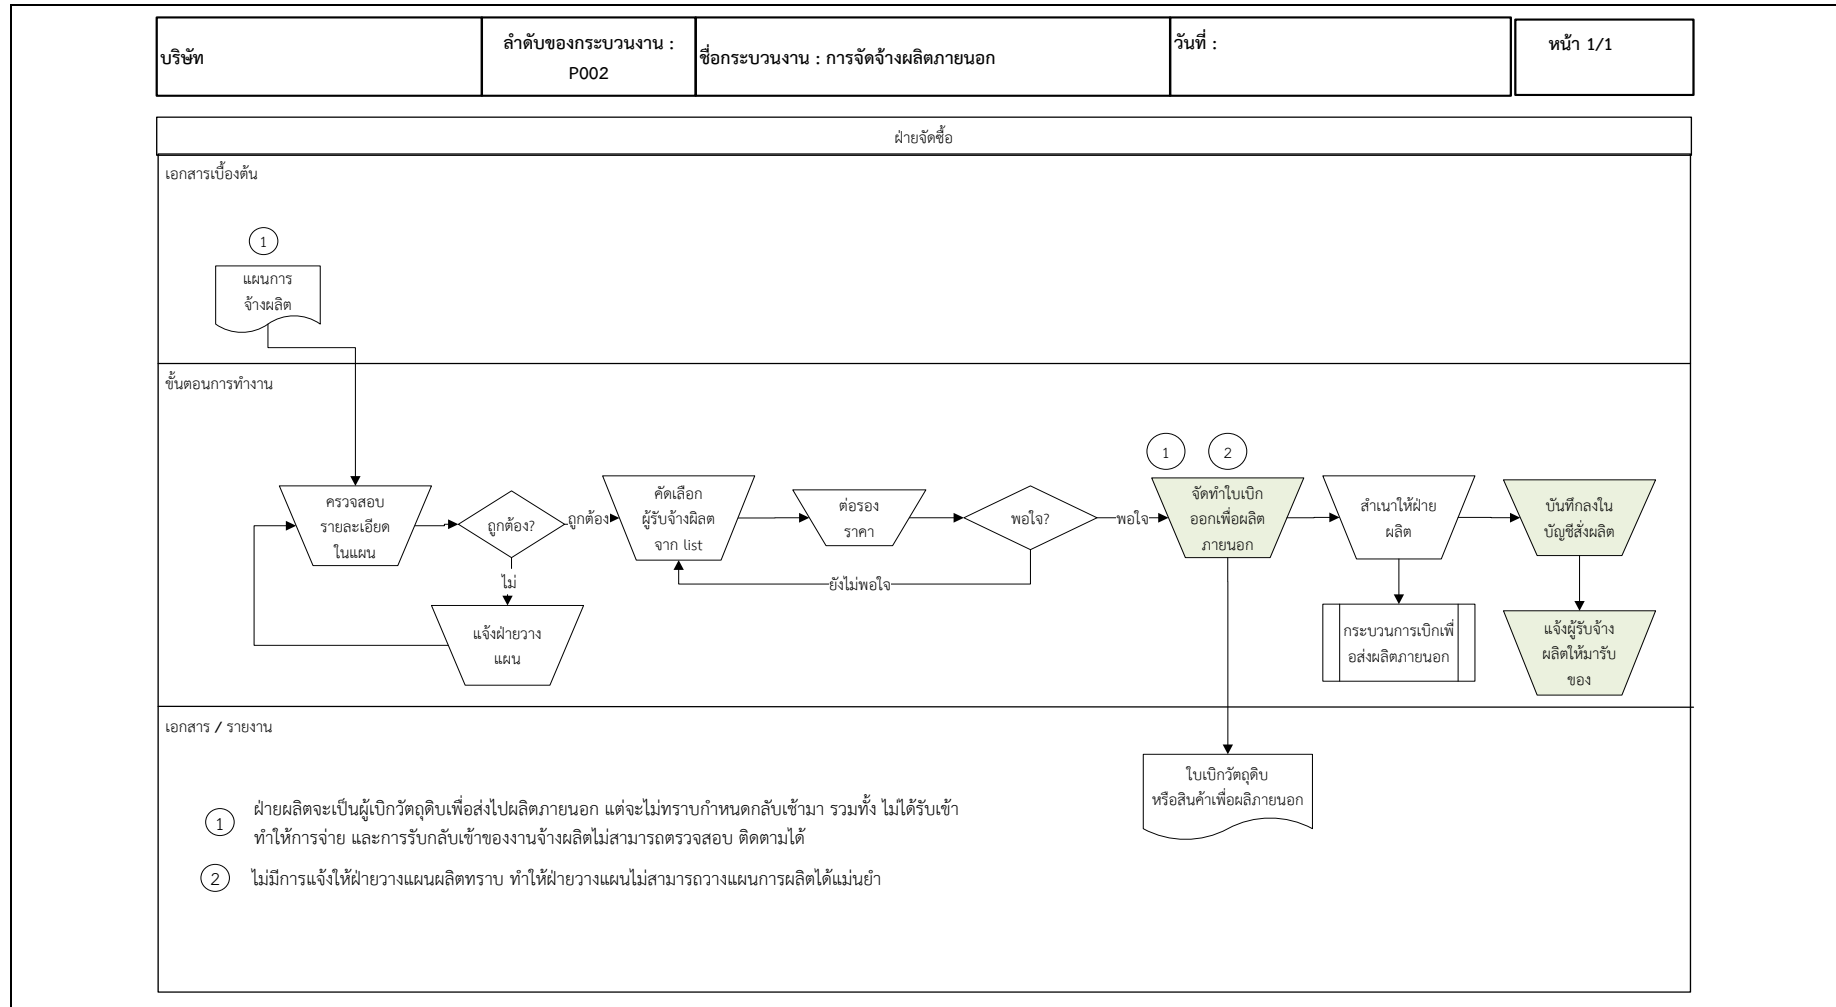 บริษัท
ลำดับของกระบวนงาน :
P002
ชื่อกระบวนงาน : การจัดจ้างผลิตภายนอก
วันที่ :
หน้า 1/1
ฝ่ายจัดซื้อ
เอกสารเบื้องต้น
1
แผนการ
จ้างผลิต
ขั้นตอนการทำงาน
ครวจสอบ
รายละเอียด
ในแผน
ถูกต้อง?
ถูกต้อง
ไม่
แจ้งฝ่ายวาง
แผน
คัดเลือก
ผู้รับจ้างผิลต
จาก list
ต่อรอง
ราคา
พอใจ?
พอใจ
ยังไม่พอใจ
1
2
จัดทำใบเบิก
ออกเพื่อผลิต
ภายนอก
สำเนาให้ฝ่าย
ผลิต
กระบวนการเบิกเพื่
อส่งผลิตภายนอก
บันทึกลงใน
บัญชีสั่งผลิต
แจ้งผู้รับจ้าง
ผลิตให้มารับ
ของ
เอกสาร / รายงาน
ใบเบิกวัตถุดิบ
หรือสินค้าเพื่อผลิภายนอก
1
ฝ่ายผลิตจะเป็นผู้เบิกวัตถุดิบเพื่อส่งไปผลิตภายนอก แต่จะไม่ทราบกำหนดกลับเช้ามา รวมทั้ง ไม่ได้รับเข้า
ทำให้การจ่าย และการรับกลับเข้าของงานจ้างผลิตไม่สามารถตรวจสอบ ติดตามได้
2
ไม่มีการแจ้งให้ฝ่ายวางแผนผลิตทราบ ทำให้ฝ่ายวางแผนไม่สามารถวางแผนการผลิตได้แม่นยำ